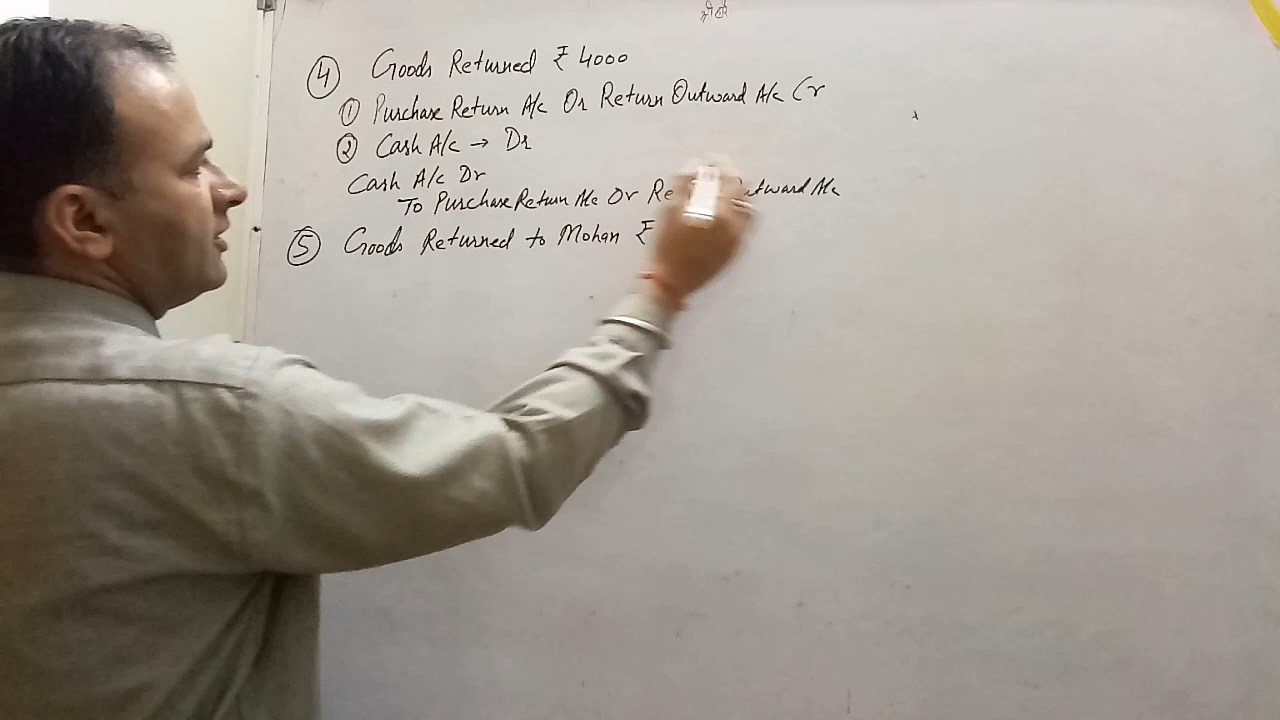 श्री हरि
④ Goods Returned ₹ 4000
① Purchase Return A/c Or Return Outward A/c Cr
② Cash A/c → Dr
Cash A/c Dr
To Purchase Return A/c Or Re utward A/c
⑤ Goods Returned to Mohan ₹